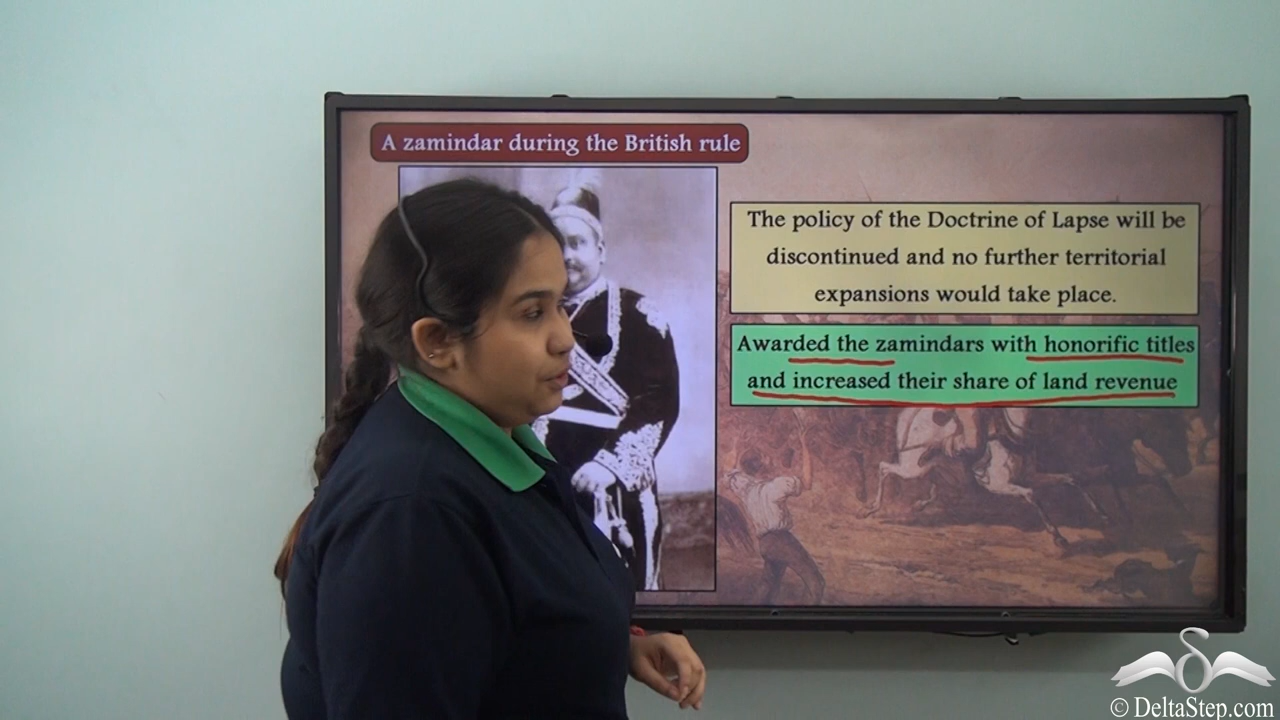 A zamindar during the British rule
The policy of the Doctrine of Lapse will be
discontinued and no further territorial
expansions would take place.
Awarded the zamindars with honorific titles
and increased their share of land revenue
© DeltaStep.com